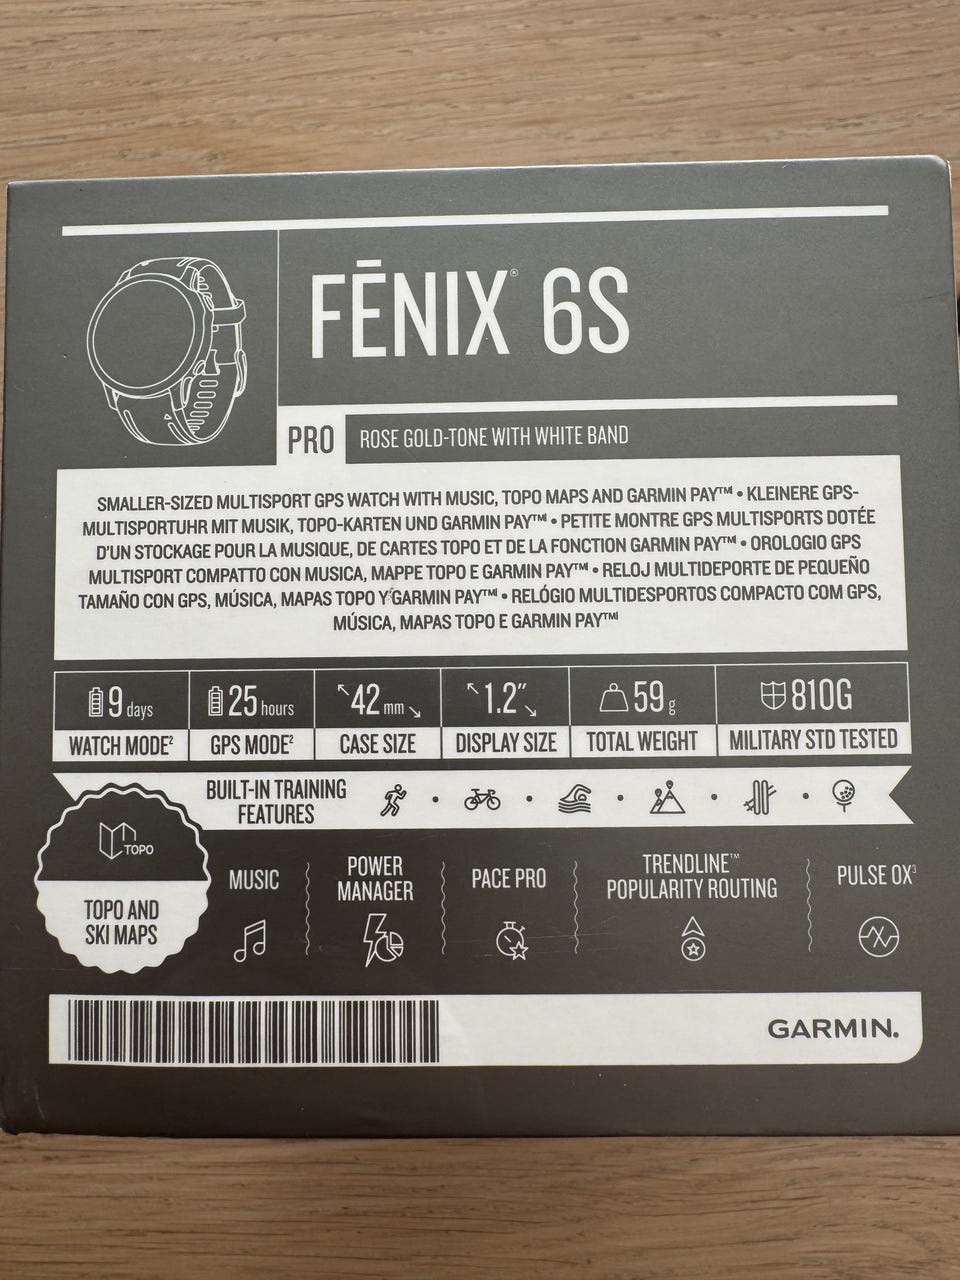 FĒNIX® 6S
PRO
ROSE GOLD-TONE WITH WHITE BAND
SMALLER-SIZED MULTISPORT GPS WATCH WITH MUSIC, TOPO MAPS AND GARMIN PAY™ • KLEINERE GPS-
MULTISPORTUHR MIT MUSIK, TOPO-KARTEN UND GARMIN PAY™ • PETITE MONTRE GPS MULTISPORTS DOTÉE
D'UN STOCKAGE POUR LA MUSIQUE, DE CARTES TOPO ET DE LA FONCTION GARMIN PAY™ • OROLOGIO GPS
MULTISPORT COMPATTO CON MUSICA, MAPPE TOPO E GARMIN PAY™ • RELOJ MULTIDEPORTE DE PEQUEÑO
TAMAÑO CON GPS, MÚSICA, MAPAS TOPO Y GARMIN PAY™ • RELÓGIO MULTIDESPORTOS COMPACTO COM GPS,
MÚSICA, MAPAS TOPO E GARMIN PAY™
9 days
WATCH MODE²
25 hours
GPS MODE²
42 mm
CASE SIZE
1.2″
DISPLAY SIZE
59 g
TOTAL WEIGHT
810G
MILITARY STD TESTED
BUILT-IN TRAINING
FEATURES
TOPO
TOPO AND
SKI MAPS
MUSIC
POWER
MANAGER
PACE PRO
TRENDLINE™
POPULARITY ROUTING
PULSE OX³
GARMIN.